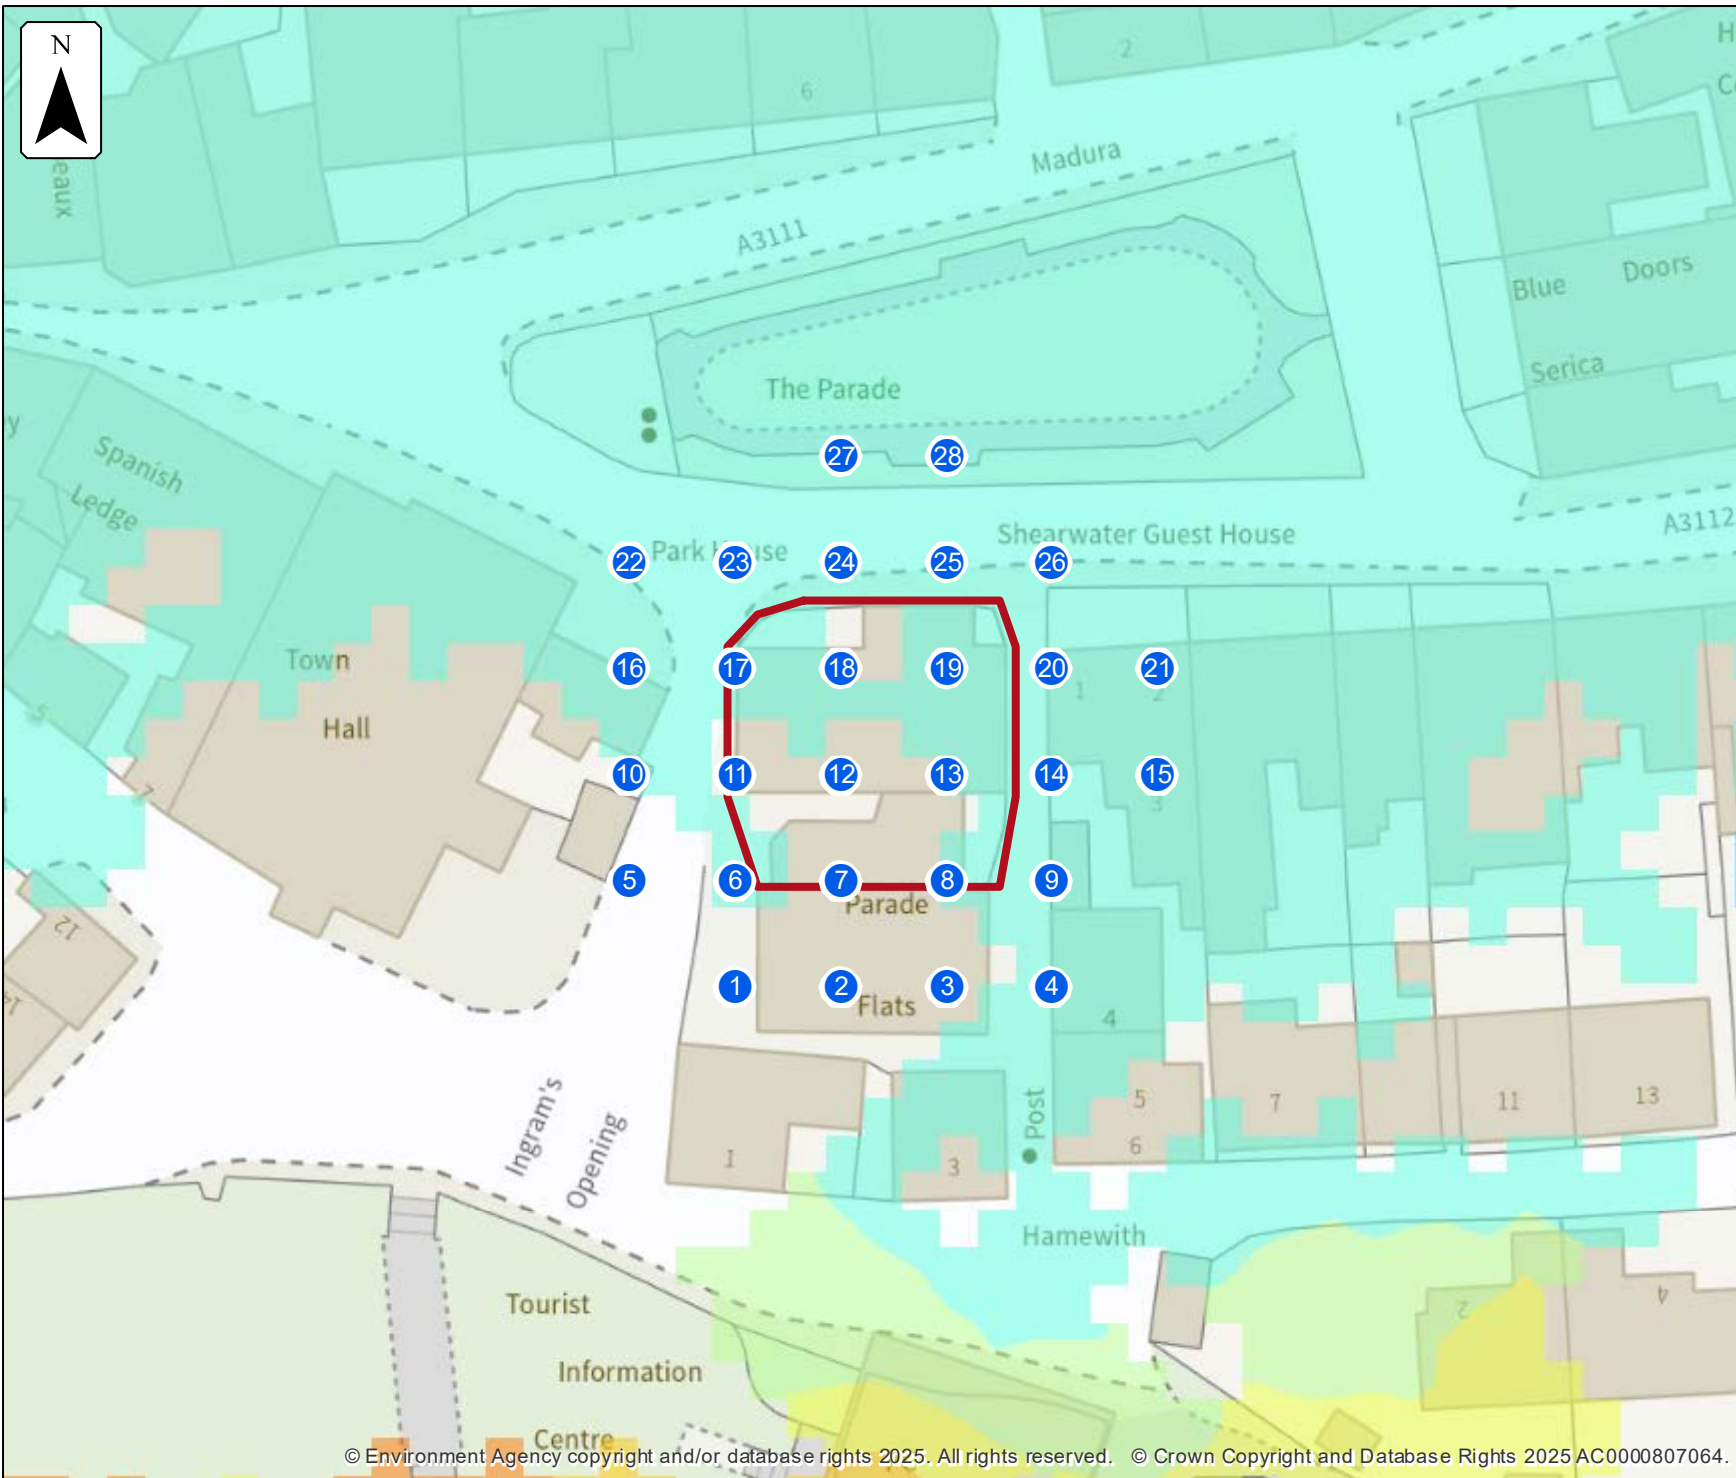 N
2
H
C
6
eaux
Madura
A3111
Blue Doors
Serica
The Parade
y
Spanish
Ledge
27 28
A3112
Shearwater Guest House
Park House
22 23 24 25 26
Town
Hall
5
16 17 18 19 20 21
1 2
7
10 11 12 13 14 15
3
5 6 7 8 9
Parade
12
14
1 2 3 4
Flats
4
Ingram's
Opening
Post
5
6
7
11
13
1
3
Hamewith
2
4
Tourist
Information
Centre
© Environment Agency copyright and/or database rights 2025. All rights reserved. © Crown Copyright and Database Rights 2025 AC0000807064.